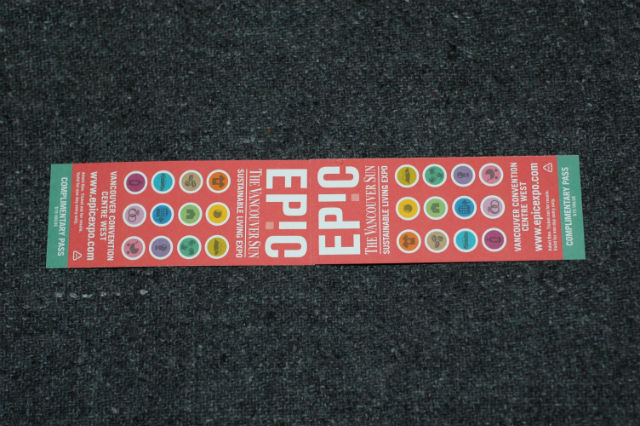 EPIC
THE VANCOUVER SUN
SUSTAINABLE LIVING EXPO
VANCOUVER CONVENTION
CENTRE WEST
www.epicexpo.com
COMPLIMENTARY PASS
EPIC
THE VANCOUVER SUN
SUSTAINABLE LIVING EXPO
VANCOUVER CONVENTION
CENTRE WEST
www.epicexpo.com
COMPLIMENTARY PASS